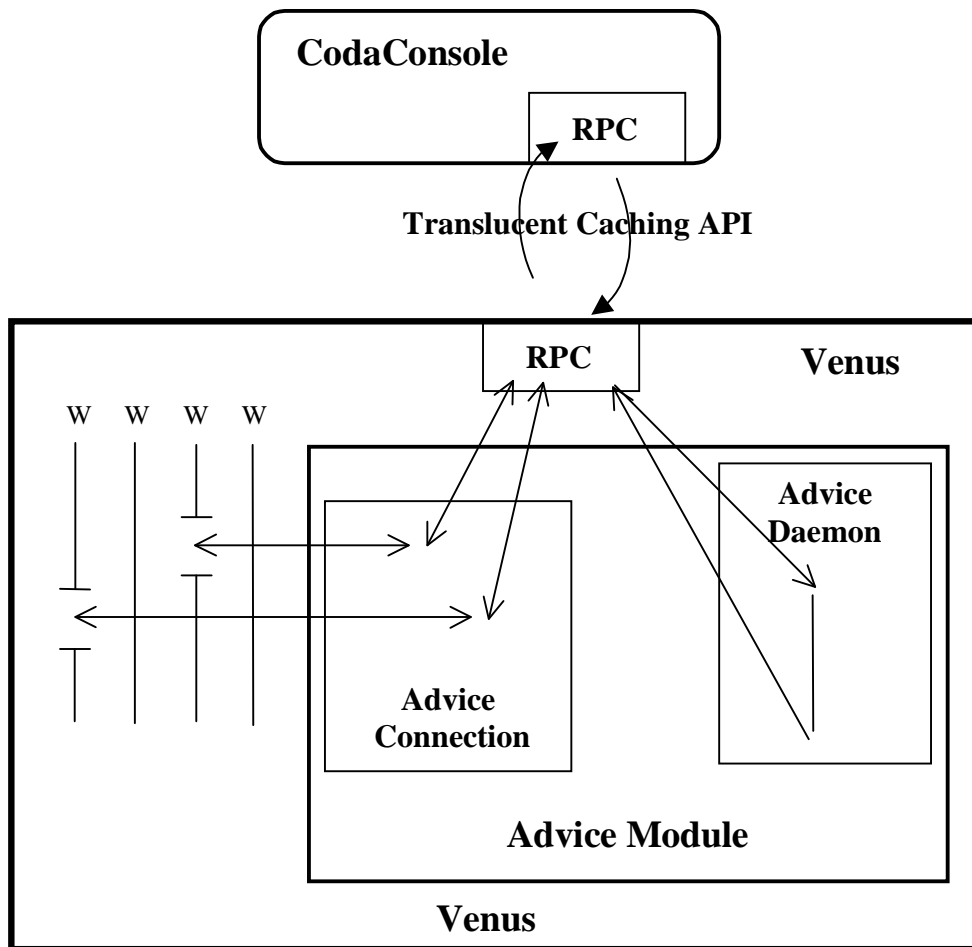 CodaConsole
RPC
Translucent Caching API
RPC
Venus
W W W W
Advice
Daemon
Advice
Connection
Advice Module
Venus